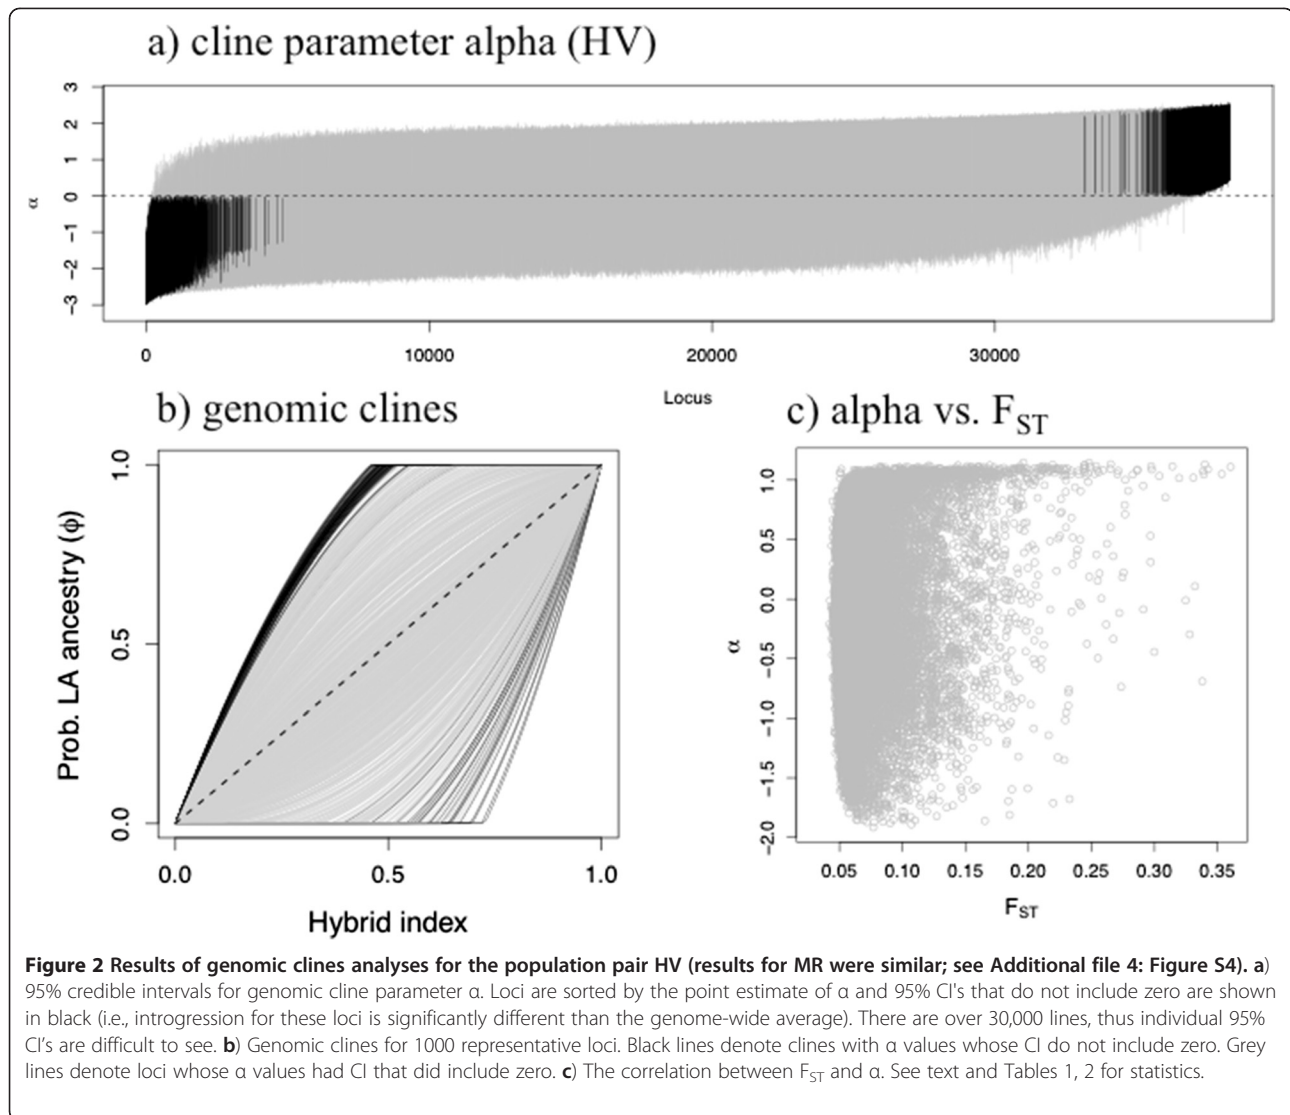 a) cline parameter alpha (HV)
3
2
1
0
-1
-2
-3
α
0 10000 20000 30000
Locus
b) genomic clines
1.0
0.5
0.0
Prob. LA ancestry (ϕ)
0.0 0.5 1.0
Hybrid index
c) alpha vs. FST
1.0
0.5
0.0
-0.5
-1.0
-1.5
-2.0
α
0.05 0.10 0.15 0.20 0.25 0.30 0.35
FST
Figure 2 Results of genomic clines analyses for the population pair HV (results for MR were similar; see Additional file 4: Figure S4). a)
95% credible intervals for genomic cline parameter α. Loci are sorted by the point estimate of α and 95% CI's that do not include zero are shown
in black (i.e., introgression for these loci is significantly different than the genome-wide average). There are over 30,000 lines, thus individual 95%
CI's are difficult to see. b) Genomic clines for 1000 representative loci. Black lines denote clines with α values whose CI do not include zero. Grey
lines denote loci whose α values had CI that did include zero. c) The correlation between FST and α. See text and Tables 1, 2 for statistics.